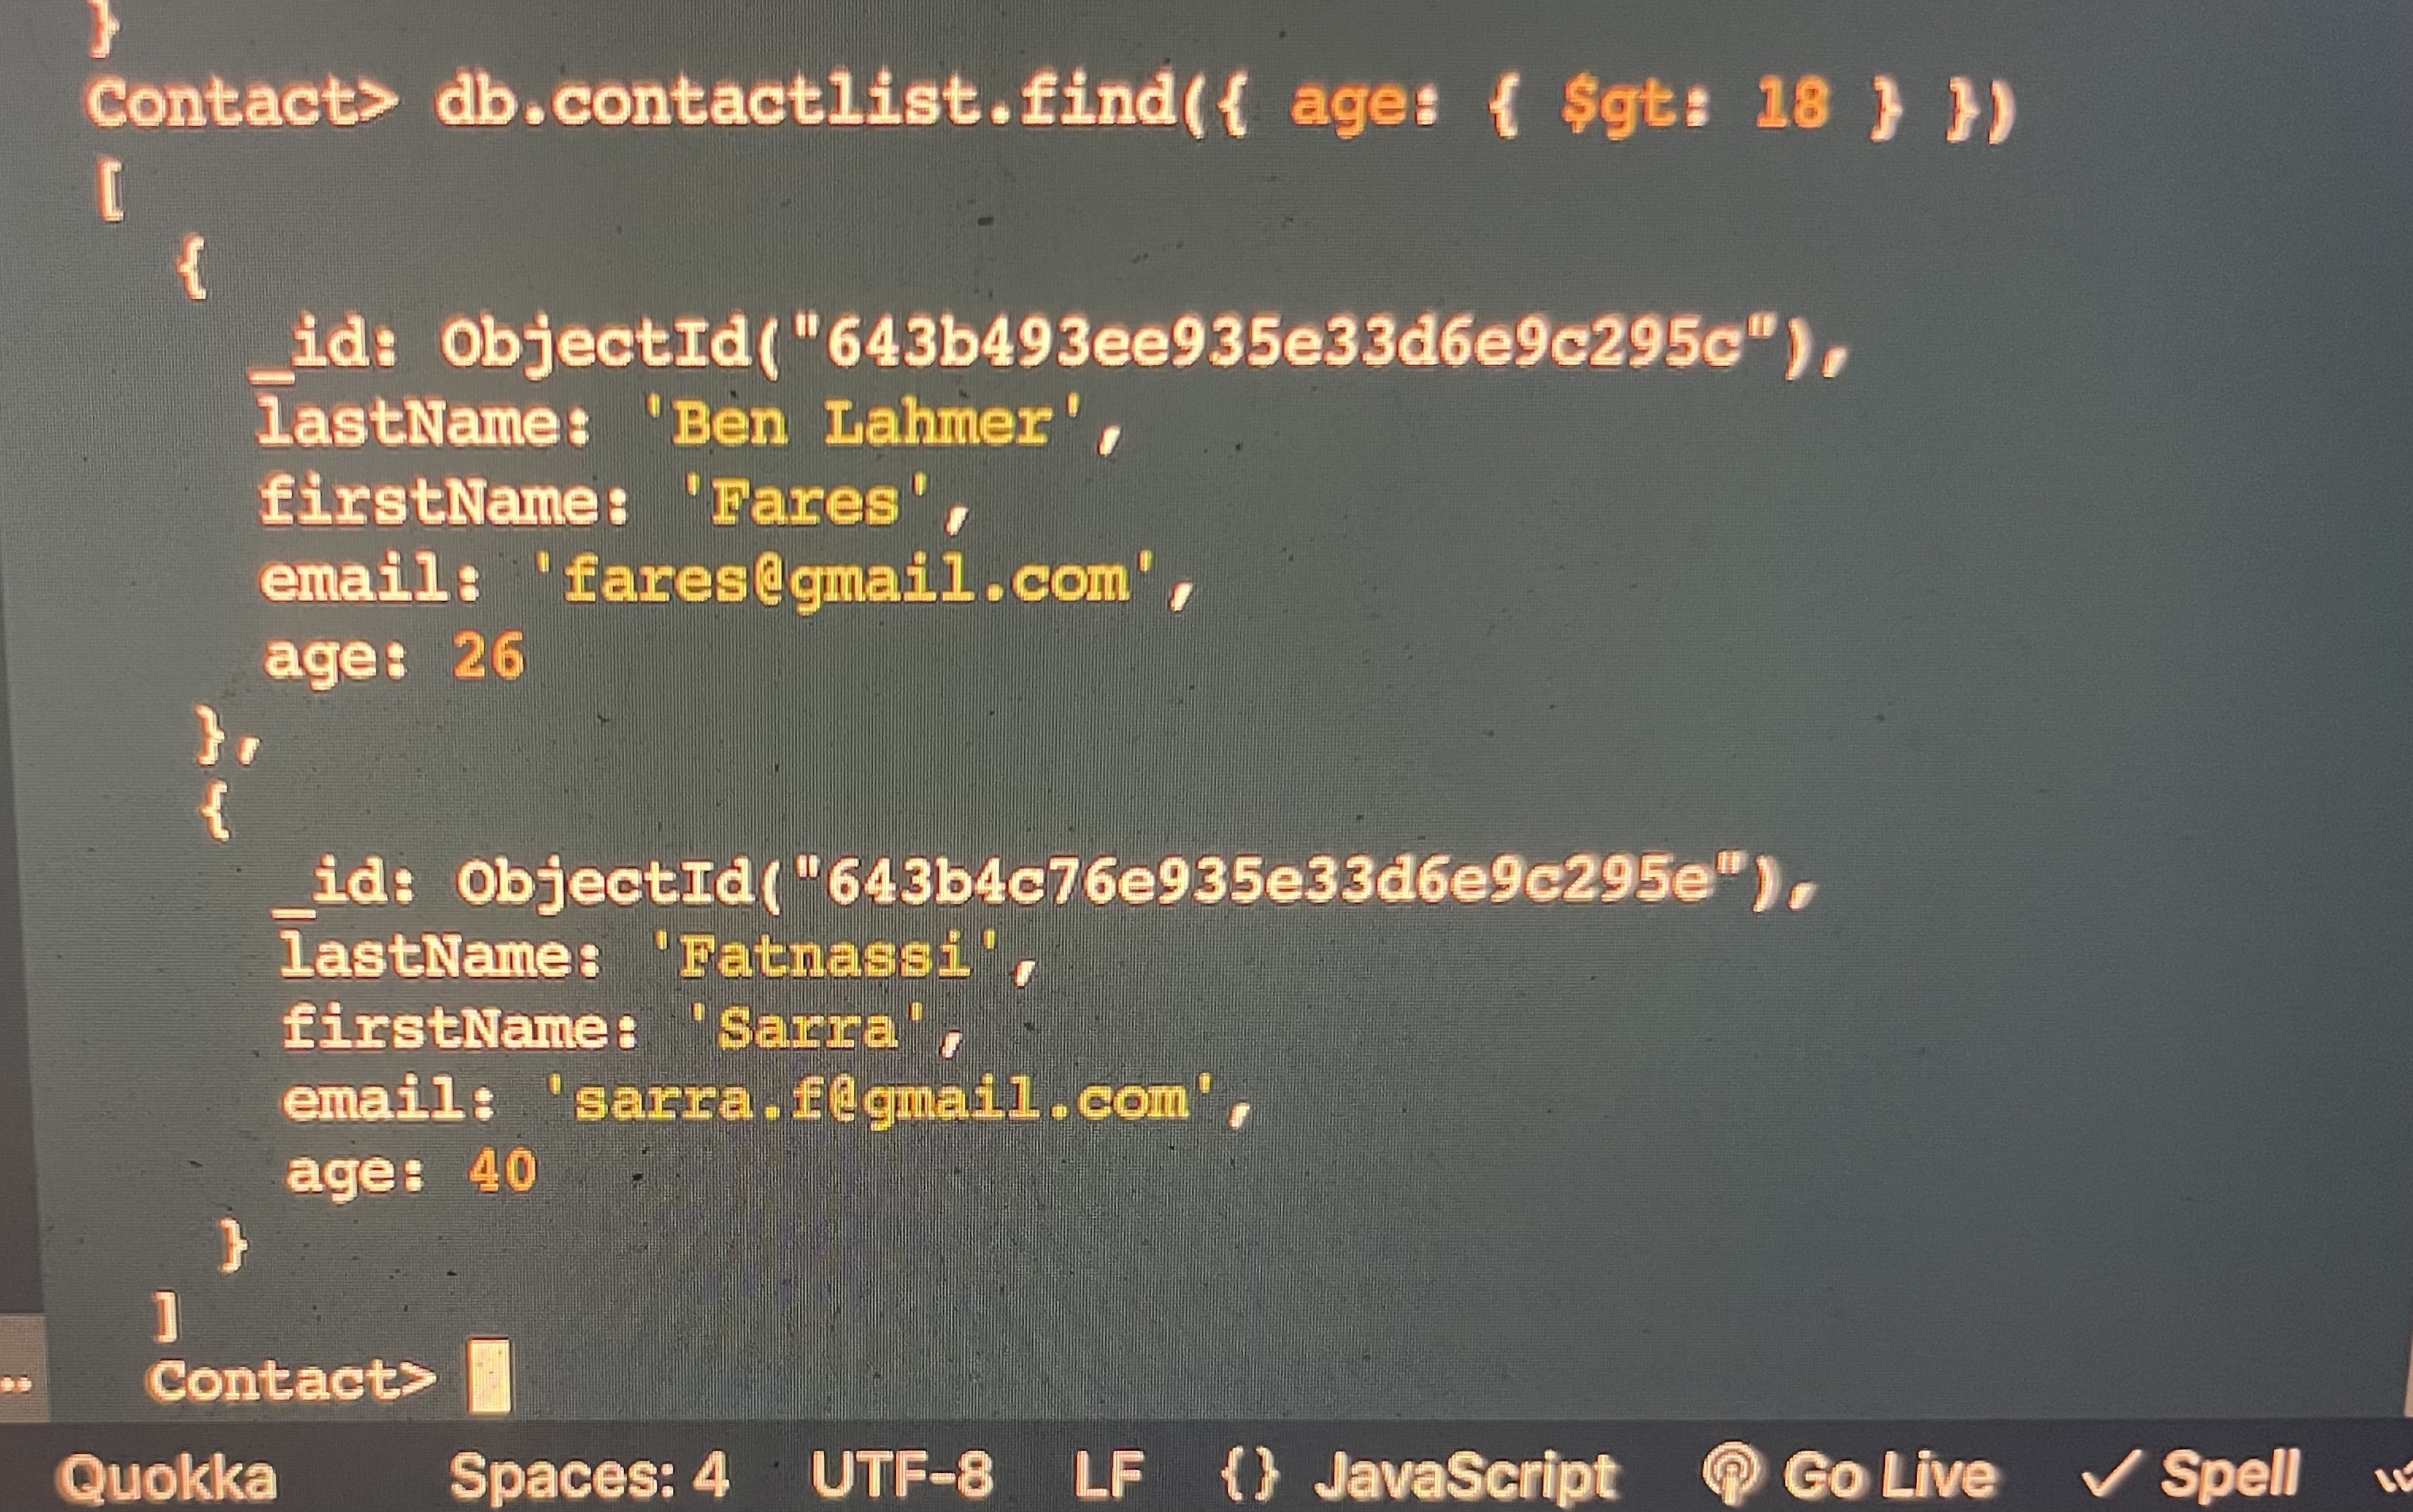 }
Contact> db.contactlist.find({ age: { $gt: 18 } })
[
  {
    _id: ObjectId("643b493ee935e33d6e9c295c"),
    lastName: 'Ben Lahmer',
    firstName: 'Fares',
    email: 'fares@gmail.com',
    age: 26
  },
  {
    _id: ObjectId("643b4c76e935e33d6e9c295e"),
    lastName: 'Fatnassi',
    firstName: 'Sarra',
    email: 'sarra.f@gmail.com',
    age: 40
  }
]
Contact>
Quokka Spaces: 4 UTF-8 LF {} JavaScript Go Live ✓ Spell